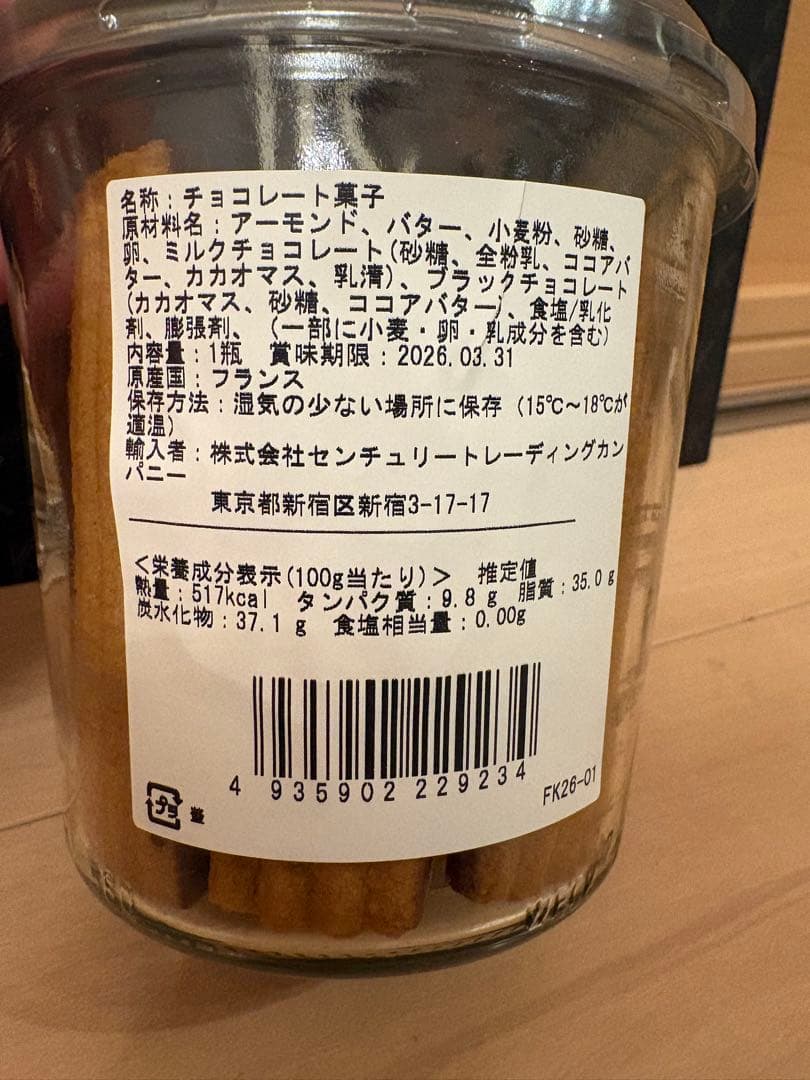 名称：チョコレート菓子
原材料名：アーモンド、バター、小麦粉、砂糖、
卵、ミルクチョコレート(砂糖、全粉乳、ココアバ
ター、カカオマス、乳清)、ブラックチョコレート
(カカオマス、砂糖、ココアバター)、食塩/乳化
剤、膨張剤、（一部に小麦・卵・乳成分を含む）
内容量：1瓶　賞味期限：2026.03.31
原産国：フランス
保存方法：湿気の少ない場所に保存（15℃～18℃が
適温）
輸入者：株式会社センチュリートレーディングカン
パニー
東京都新宿区新宿3-17-17
＜栄養成分表示(100g当たり)＞　推定値
熱量：517kcal　タンパク質：9.8 g　脂質：35.0 g
炭水化物：37.1 g　食塩相当量：0.00g
4 935902 229234
FK26-01
プラ